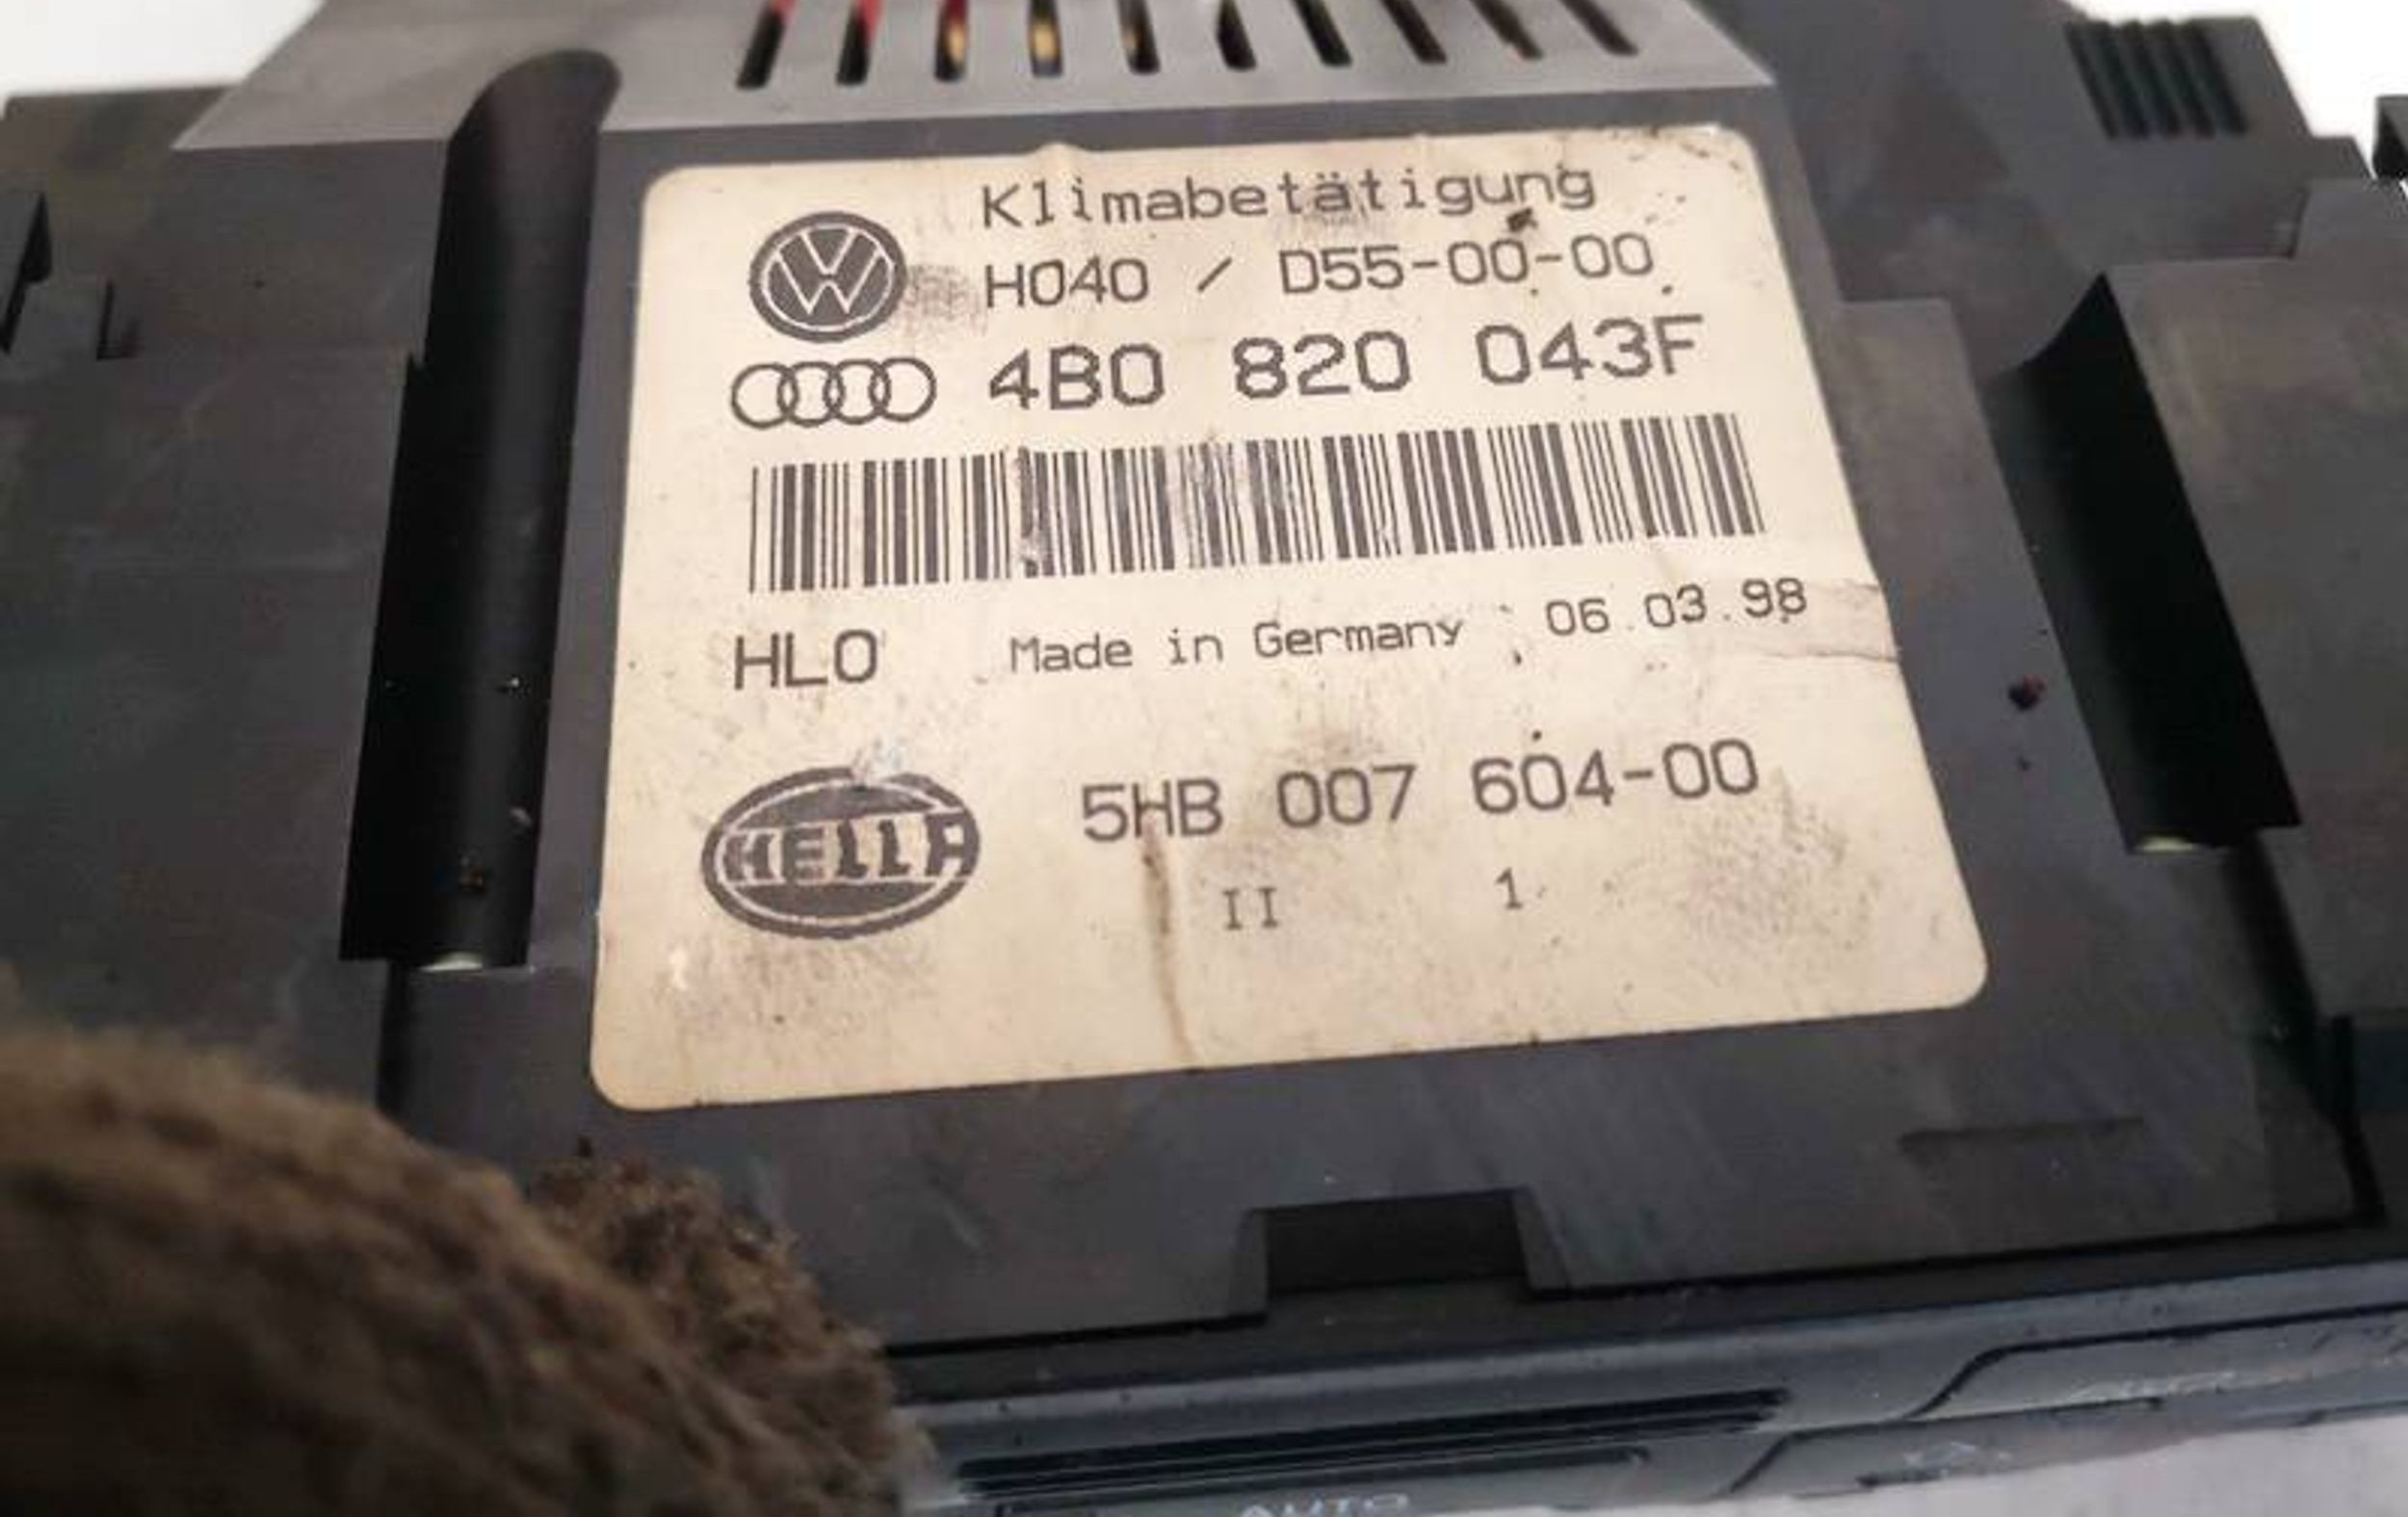 Klimabetätigung
H040 / D55-00-00
4B0 820 043F
HLO Made in Germany 06.03.98
HELLA 5HB 007 604-00
II 1
AUTO